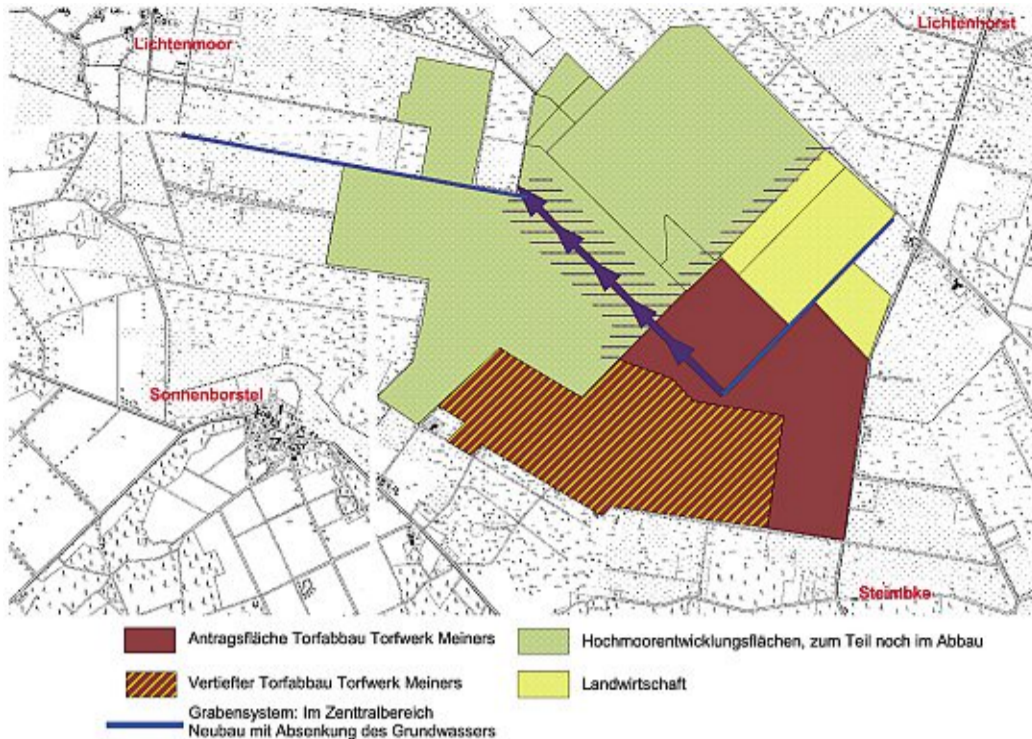 Lichtenmoor
Lichtenhorst
Sonnenborstel
Steimbke
Antragsfläche Torfabbau Torfwerk Meiners
Hochmoorentwicklungsflächen, zum Teil noch im Abbau
Vertiefter Torfabbau Torfwerk Meiners
Landwirtschaft
Grabensystem: Im Zenttralbereich
Neubau mit Absenkung des Grundwassers